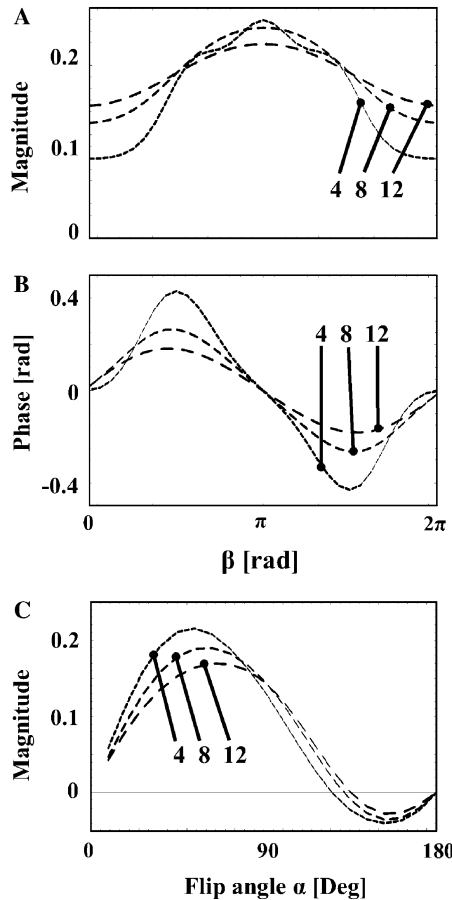 A
Magnitude
0.2
0.1
0
4 8 12
B
Phase [rad]
0.4
0
-0.4
4 8 12
0 π 2π
β [rad]
C
Magnitude
0.2
0.1
0
4 8 12
0 90 180
Flip angle α [Deg]